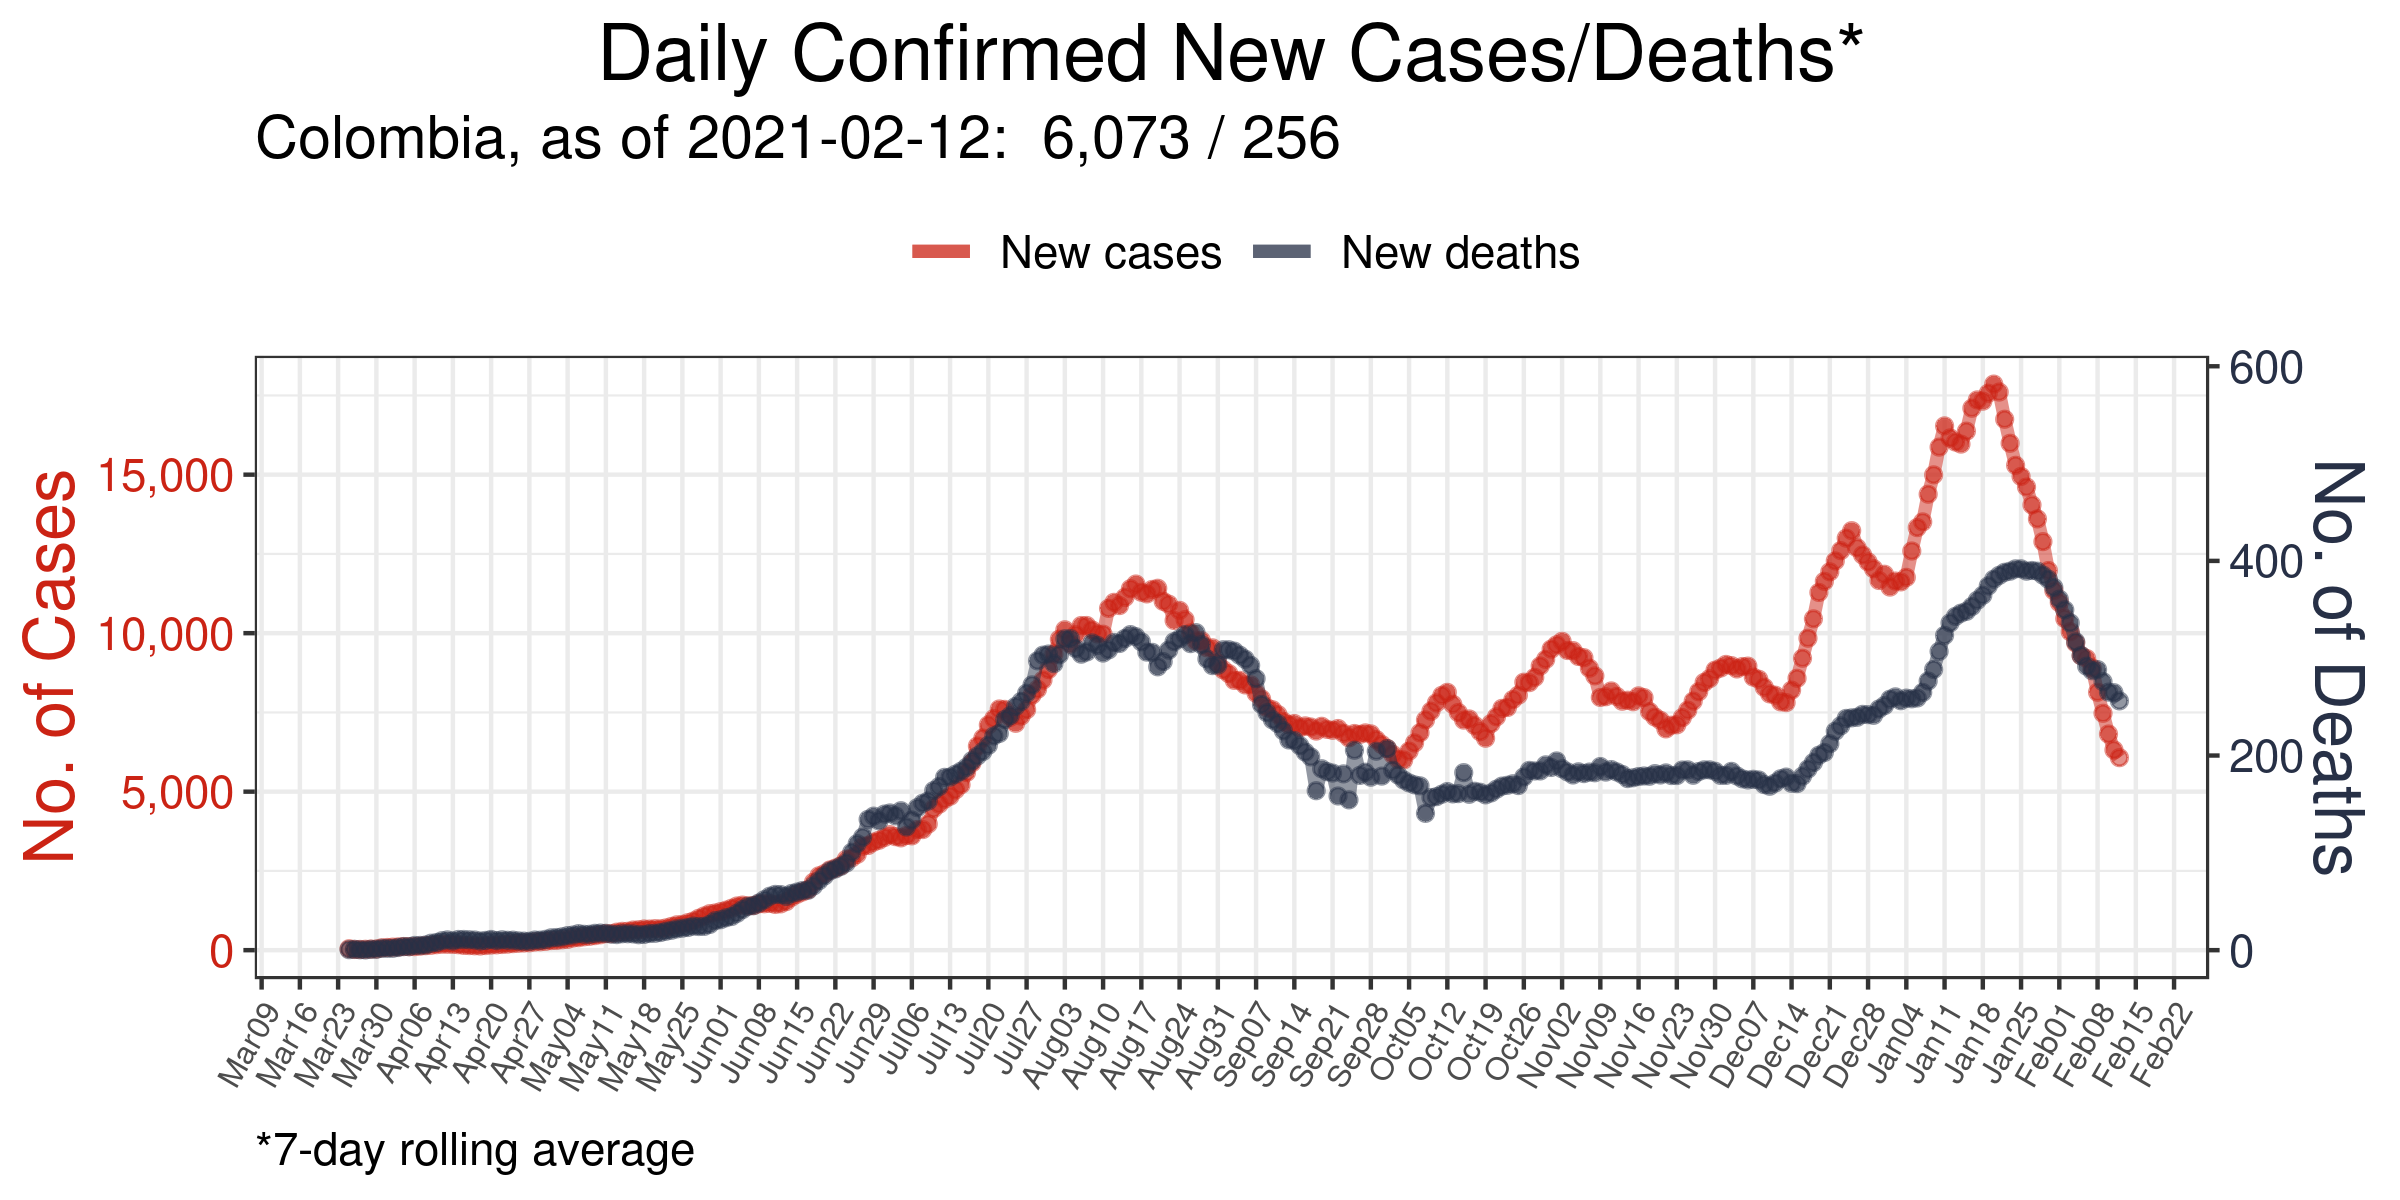 Daily Confirmed New Cases/Deaths*
Colombia, as of 2021-02-12:  6,073 / 256
New cases
New deaths
No. of Cases
15,000
10,000
5,000
0
600
400
200
0
No. of Deaths
Mar09
Mar16
Mar23
Mar30
Apr06
Apr13
Apr20
Apr27
May04
May11
May18
May25
Jun01
Jun08
Jun15
Jun22
Jun29
Jul06
Jul13
Jul20
Jul27
Aug03
Aug10
Aug17
Aug24
Aug31
Sep07
Sep14
Sep21
Sep28
Oct05
Oct12
Oct19
Oct26
Nov02
Nov09
Nov16
Nov23
Nov30
Dec07
Dec14
Dec21
Dec28
Jan04
Jan11
Jan18
Jan25
Feb01
Feb08
Feb15
Feb22
*7-day rolling average